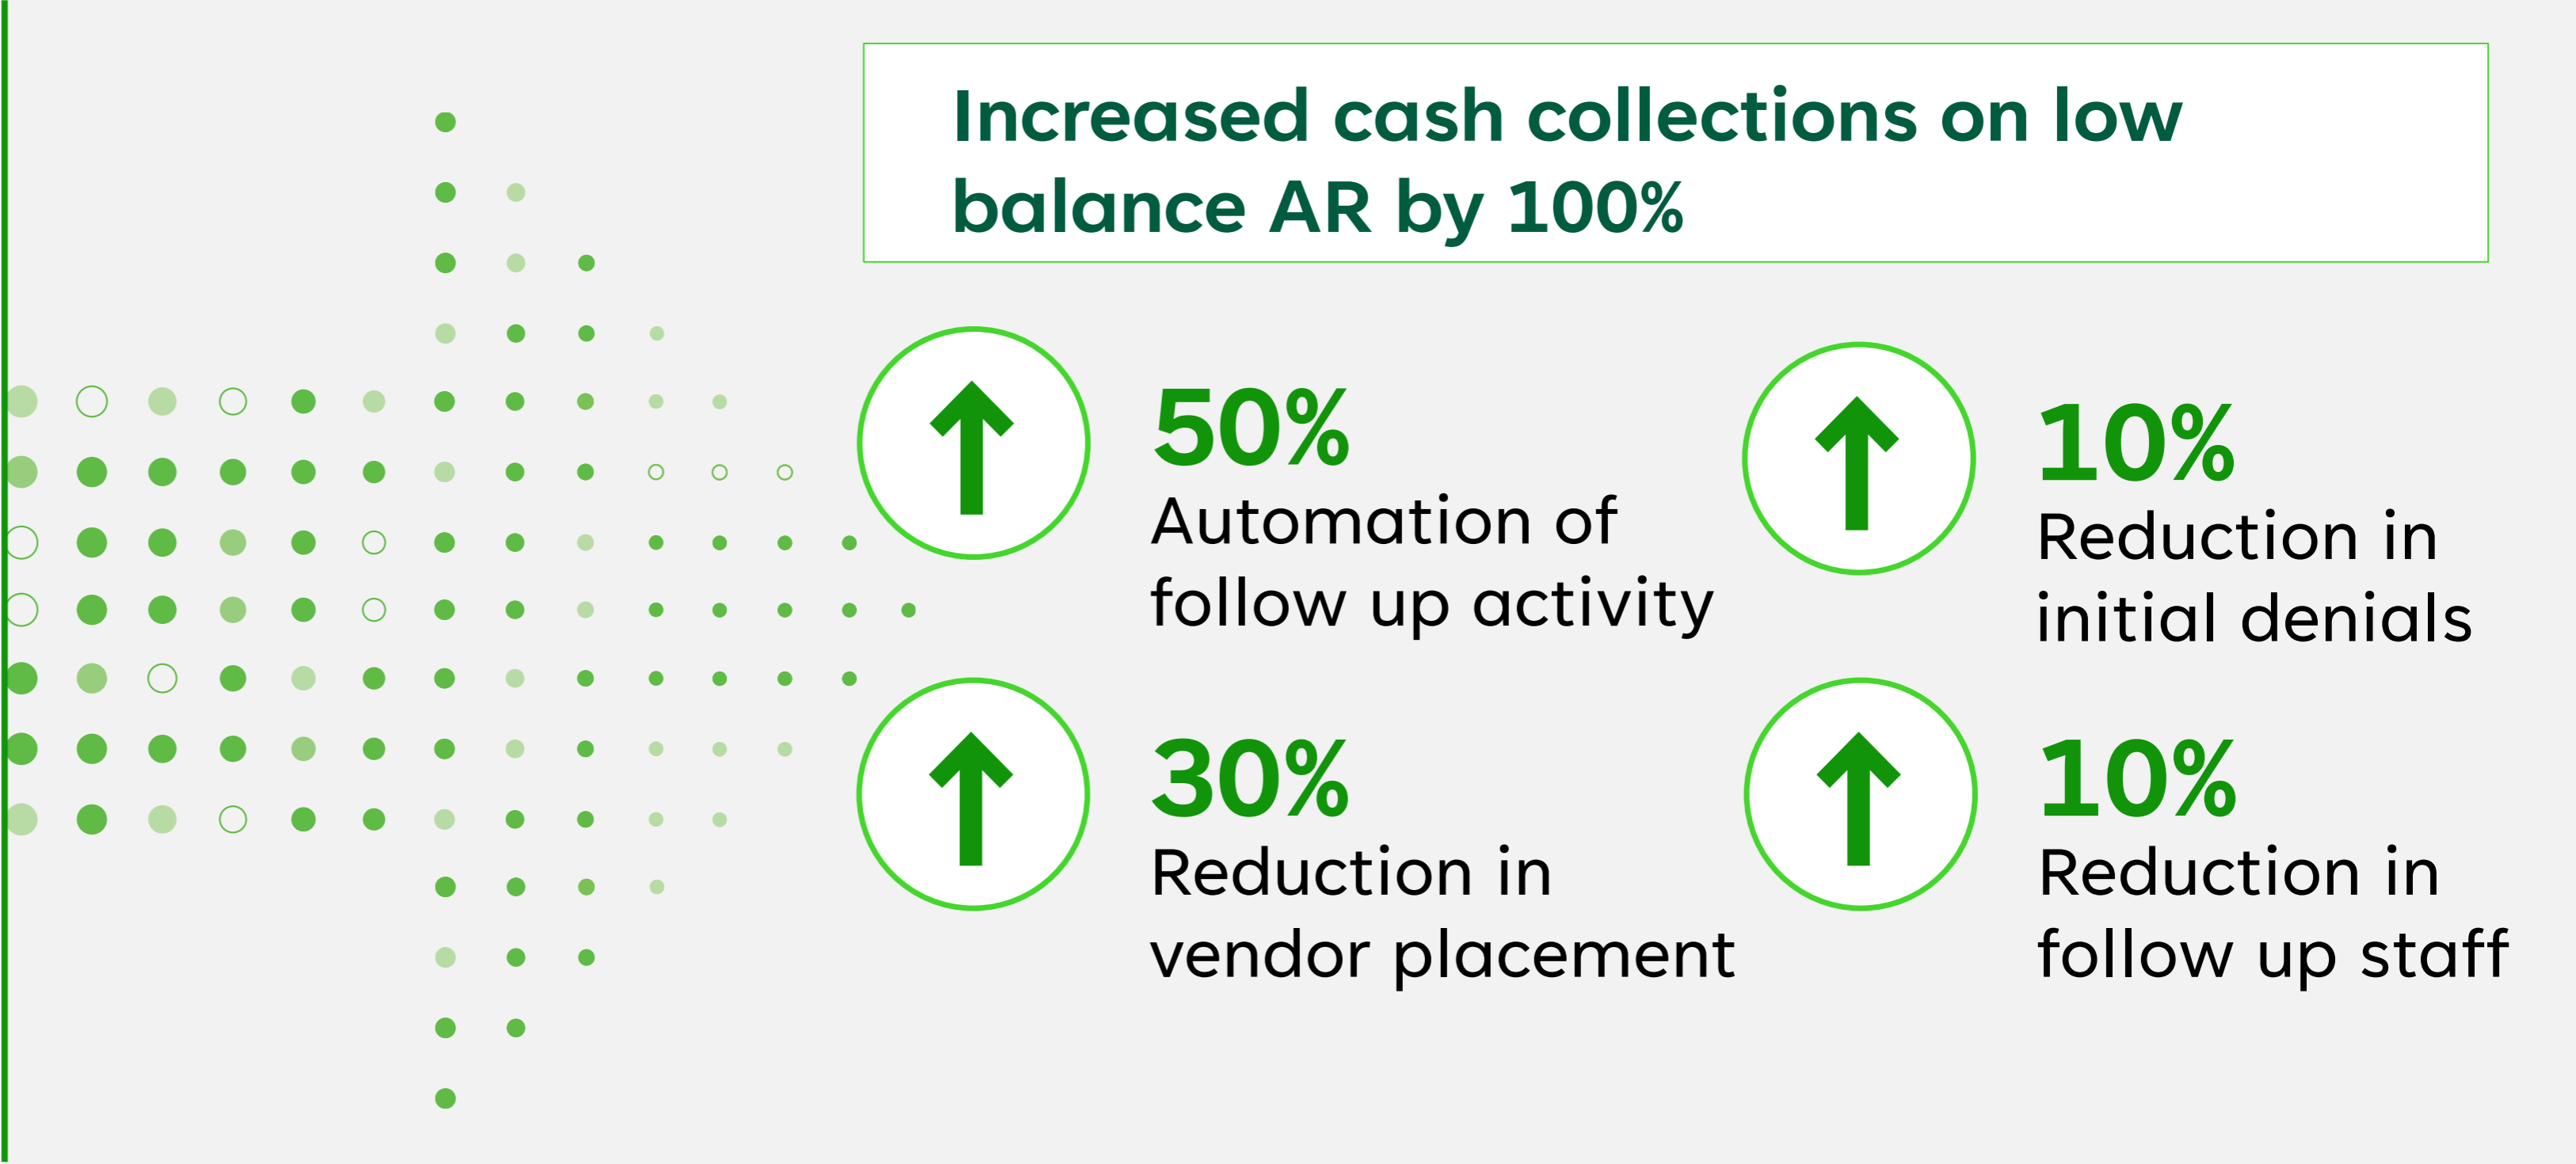 Increased cash collections on low
balance AR by 100%
50%
Automation of
follow up activity
10%
Reduction in
initial denials
30%
Reduction in
vendor placement
10%
Reduction in
follow up staff